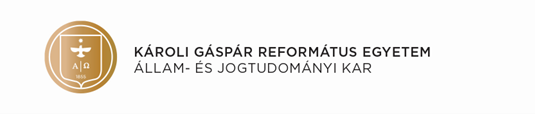 KÁROLI GÁSPÁR REFORMÁTUS EGYETEM
ÁLLAM- ÉS JOGTUDOMÁNYI KAR
Α|Ω